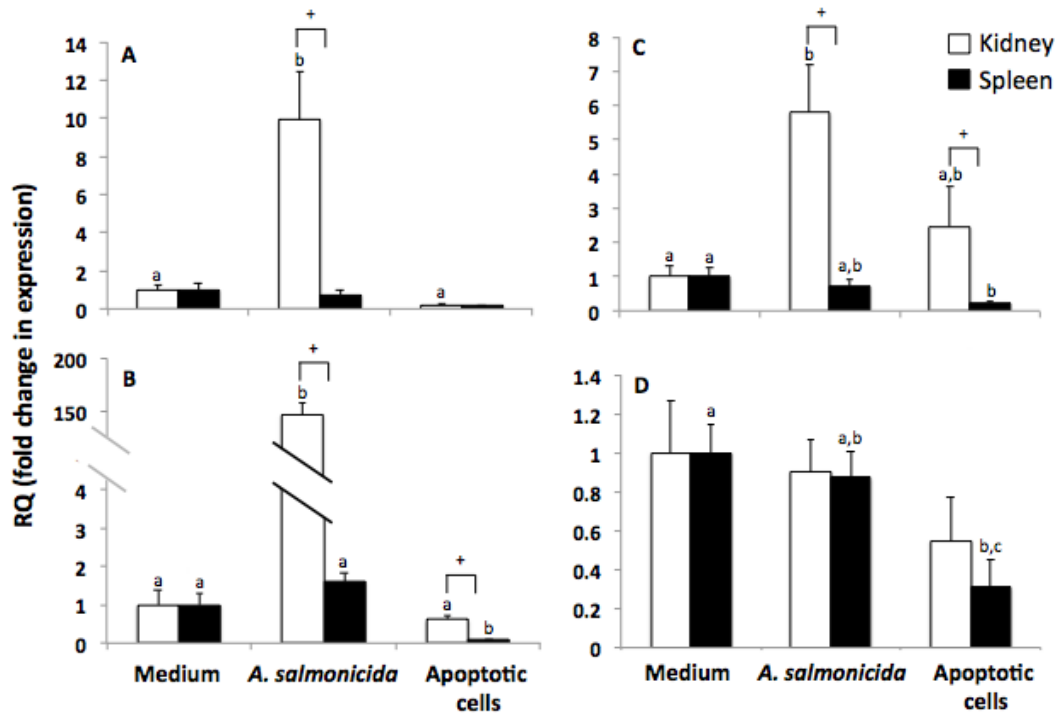 RQ (fold change in expression)
A
14
12
10
8
6
4
2
0
a
b
+
a
C
8
7
6
5
4
3
2
1
0
a
a
b
+
a,b
a,b
+
b
Kidney
Spleen
B
200
150
4
3
2
1
0
a
a
b
+
a
a
+
b
Medium
A. salmonicida
Apoptotic
cells
D
1.4
1.2
1
0.8
0.6
0.4
0.2
0
a
a,b
b,c
Medium
A. salmonicida
Apoptotic
cells